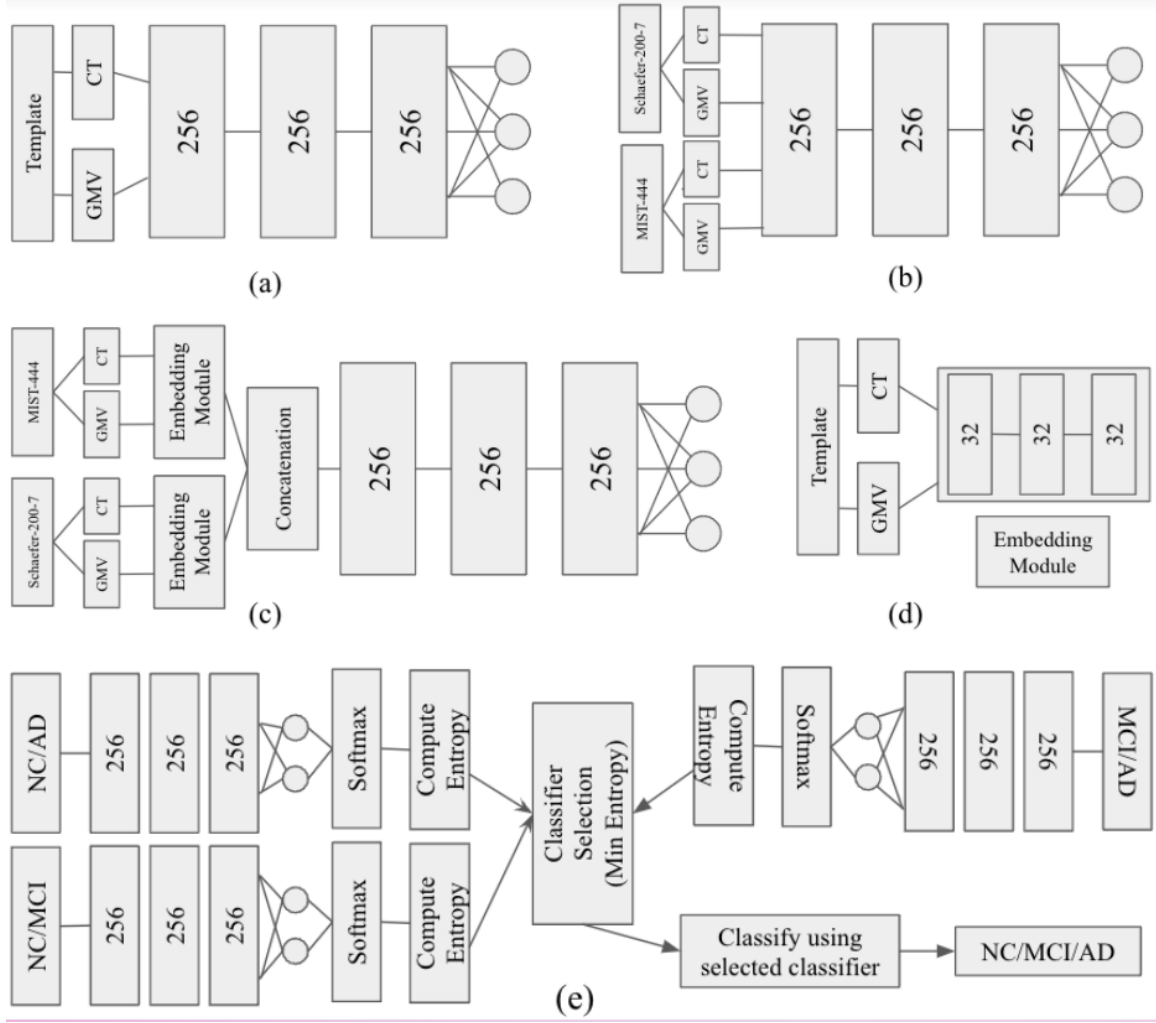 Template
CT
GMV
256
256
256
(a)
Schaefer-200-7
CT
GMV
MIST-444
CT
GMV
256
256
256
(b)
MIST-444
CT
GMV
Embedding
Module
Schaefer-200-7
CT
GMV
Embedding
Module
Concatenation
256
256
256
(c)
Template
CT
GMV
32
32
32
Embedding
Module
(d)
NC/AD
256
256
256
Softmax
Compute
Entropy
NC/MCI
256
256
256
Softmax
Compute
Entropy
Classifier
Selection
(Min Entropy)
Compute
Entropy
Softmax
256
256
256
MCI/AD
Classify using
selected classifier
NC/MCI/AD
(e)